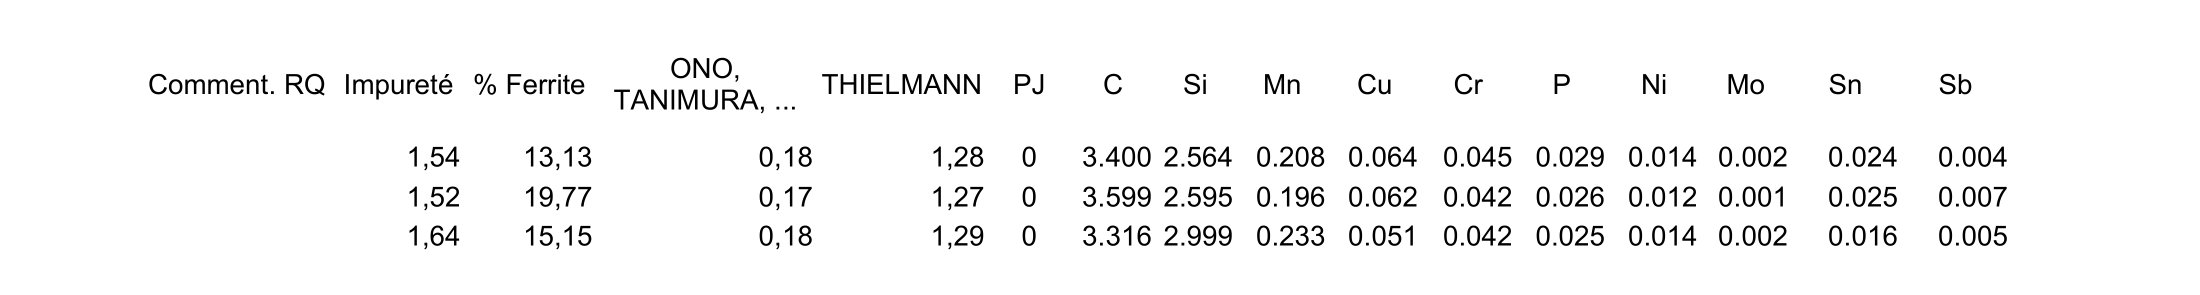 Comment. RQ Impureté % Ferrite ONO, TANIMURA, ... THIELMANN PJ C Si Mn Cu Cr P Ni Mo Sn Sb
1,54 13,13 0,18 1,28 0 3.400 2.564 0.208 0.064 0.045 0.029 0.014 0.002 0.024 0.004
1,52 19,77 0,17 1,27 0 3.599 2.595 0.196 0.062 0.042 0.026 0.012 0.001 0.025 0.007
1,64 15,15 0,18 1,29 0 3.316 2.999 0.233 0.051 0.042 0.025 0.014 0.002 0.016 0.005